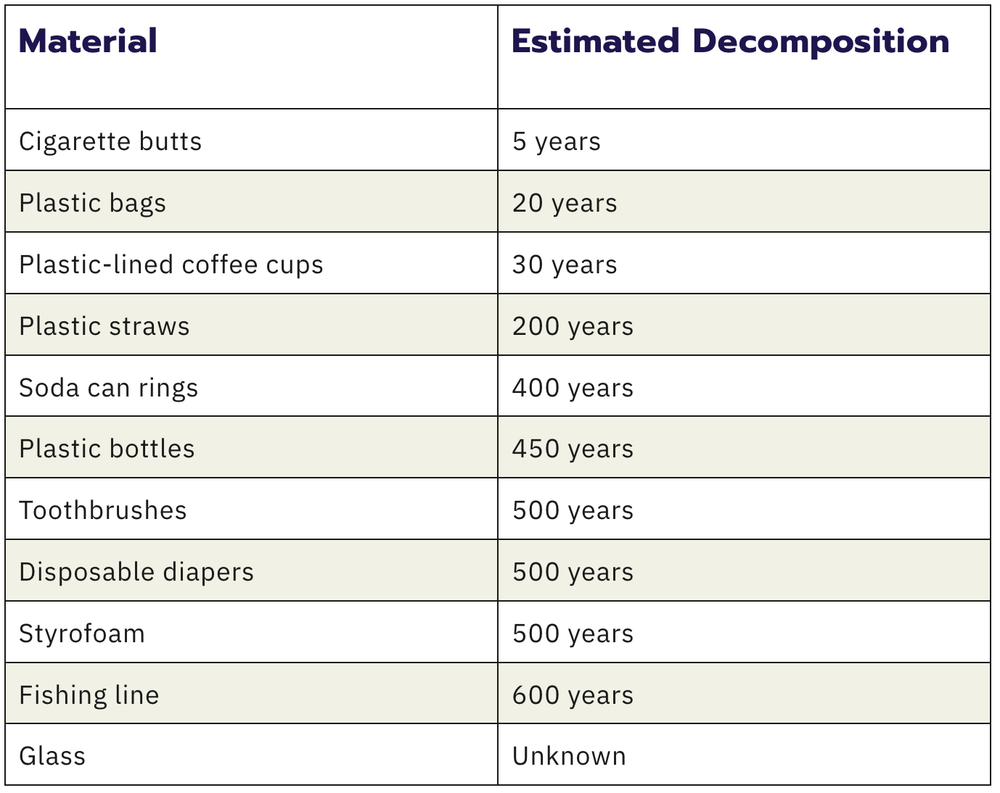 Material Estimated Decomposition
Cigarette butts 5 years
Plastic bags 20 years
Plastic-lined coffee cups 30 years
Plastic straws 200 years
Soda can rings 400 years
Plastic bottles 450 years
Toothbrushes 500 years
Disposable diapers 500 years
Styrofoam 500 years
Fishing line 600 years
Glass Unknown